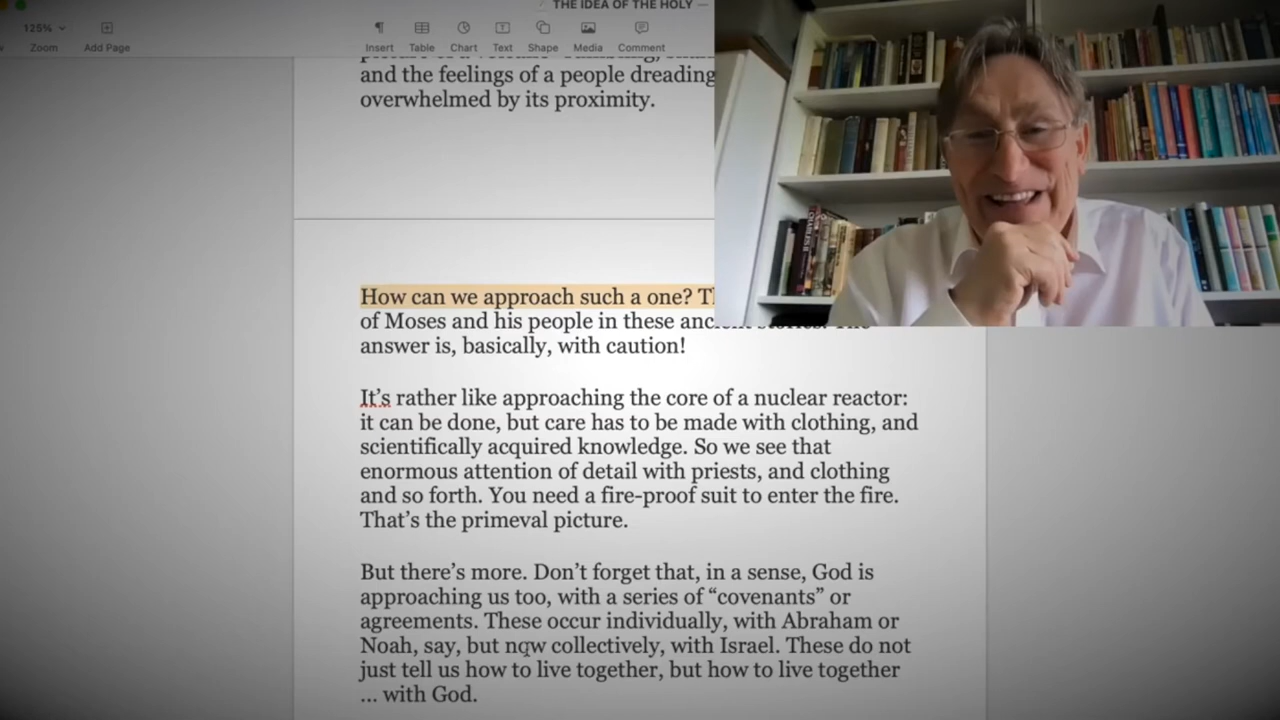 THE IDEA OF THE HOLY —
125%
Zoom
Add Page
Insert
Table
Chart
Text
Shape
Media
Comment
and the feelings of a people dreading
overwhelmed by its proximity.
How can we approach such a one?
of Moses and his people in these ancient stories. The
answer is, basically, with caution!
It's rather like approaching the core of a nuclear reactor:
it can be done, but care has to be made with clothing, and
scientifically acquired knowledge. So we see that
enormous attention of detail with priests, and clothing
and so forth. You need a fire-proof suit to enter the fire.
That's the primeval picture.
But there's more. Don't forget that, in a sense, God is
approaching us too, with a series of “covenants” or
agreements. These occur individually, with Abraham or
Noah, say, but now collectively, with Israel. These do not
just tell us how to live together, but how to live together
... with God.